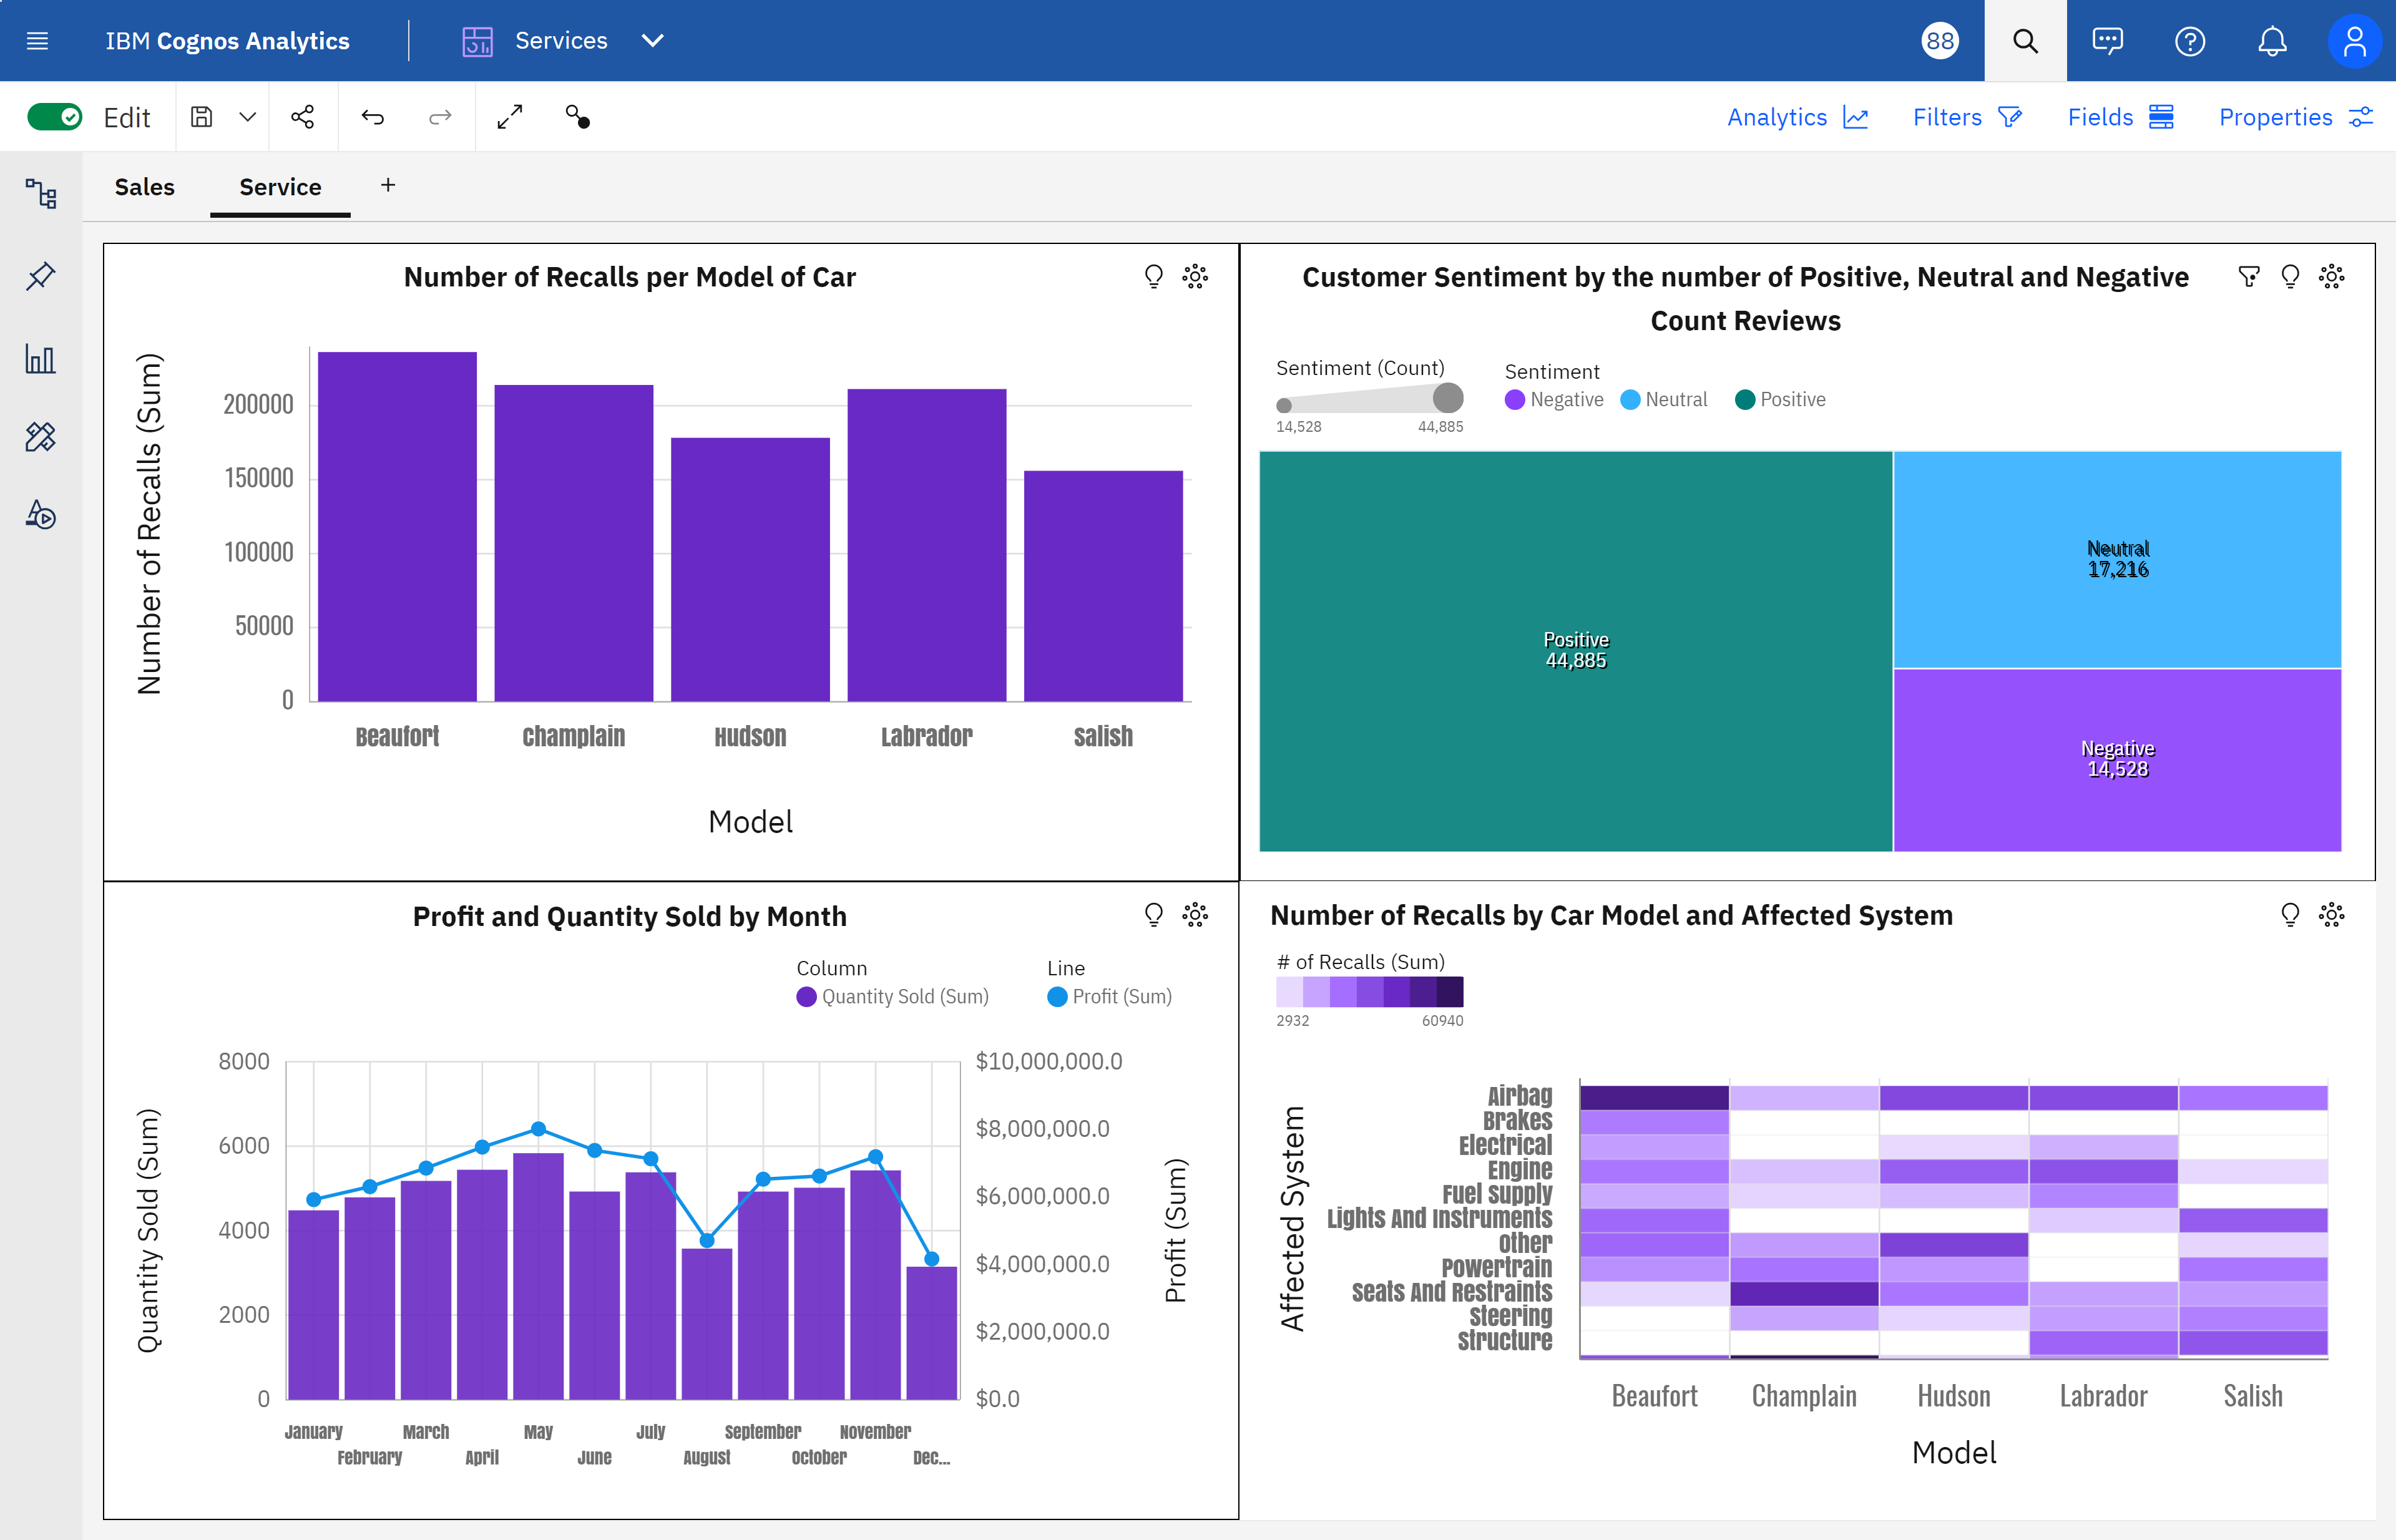 IBM Cognos Analytics
Services
88
Edit
Analytics
Filters
Fields
Properties
Sales
Service
+
Number of Recalls per Model of Car
Number of Recalls (Sum)
200000
150000
100000
50000
0
Beaufort Champlain Hudson Labrador Salish
Model
Customer Sentiment by the number of Positive, Neutral and Negative
Count Reviews
Sentiment (Count)
14,528 44,885
Sentiment
Negative Neutral Positive
Positive
44,885
Neutral
17,216
Negative
14,528
Profit and Quantity Sold by Month
Column
Quantity Sold (Sum)
Line
Profit (Sum)
Quantity Sold (Sum)
8000
6000
4000
2000
0
$10,000,000.0
$8,000,000.0
$6,000,000.0
$4,000,000.0
$2,000,000.0
$0.0
Profit (Sum)
January March May July September November
February April June August October Dec...
Number of Recalls by Car Model and Affected System
# of Recalls (Sum)
2932 60940
Affected System
Airbag
Brakes
Electrical
Engine
Fuel Supply
Lights And Instruments
Other
Powertrain
Seats And Restraints
Steering
Structure
Beaufort Champlain Hudson Labrador Salish
Model